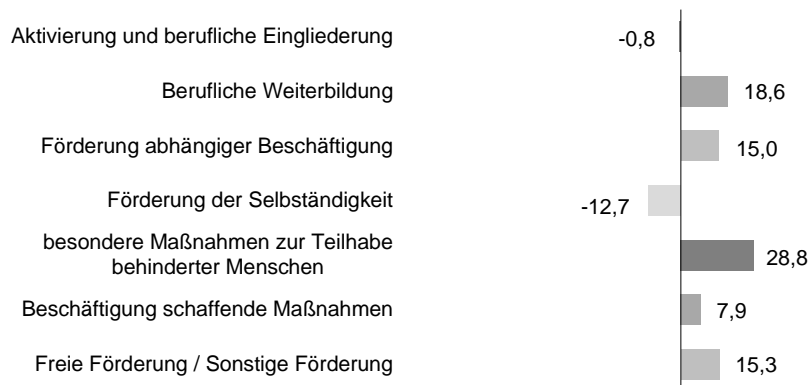 Aktivierung und berufliche Eingliederung -0,8
Berufliche Weiterbildung 18,6
Förderung abhängiger Beschäftigung 15,0
Förderung der Selbständigkeit -12,7
besondere Maßnahmen zur Teilhabe
behinderter Menschen 28,8
Beschäftigung schaffende Maßnahmen 7,9
Freie Förderung / Sonstige Förderung 15,3